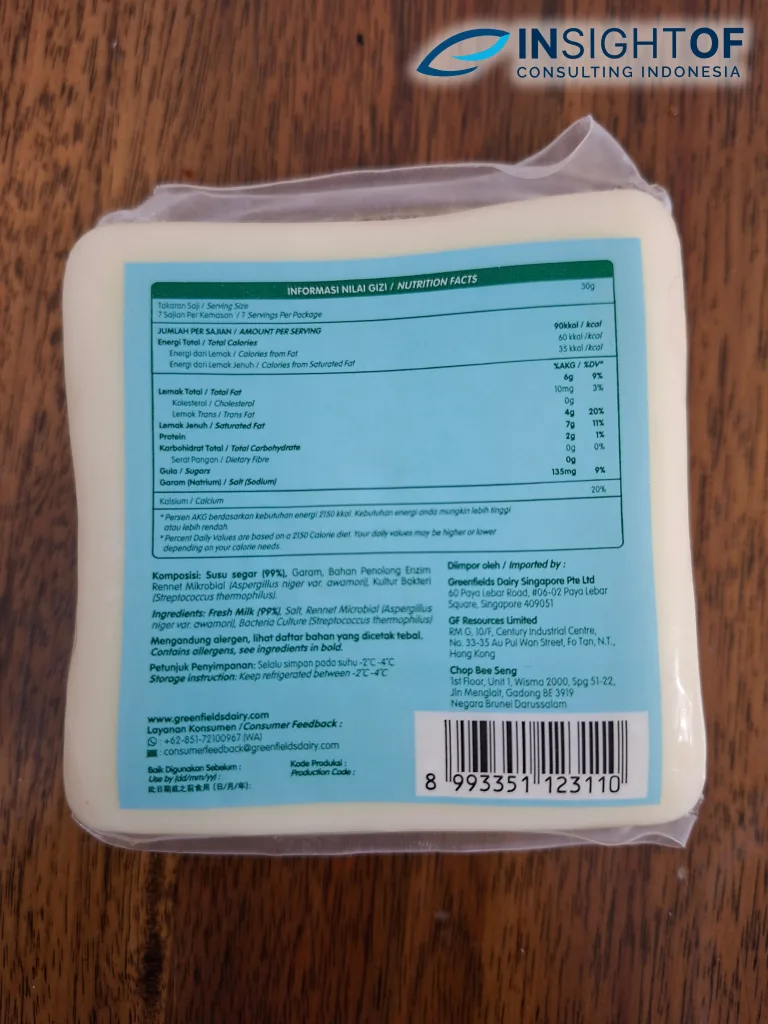 INSIGHTOF
CONSULTING INDONESIA
INFORMASI NILAI GIZI / NUTRITION FACTS
Takaran Saji / Serving Size 30g
7 Sajian Per Kemasan / 7 Servings Per Package
JUMLAH PER SAJIAN / AMOUNT PER SERVING
Energi Total / Total Calories 90kkal / kcal
Energi dari Lemak / Calories from Fat 60 kkal /kcal
Energi dari Lemak Jenuh / Calories from Saturated Fat 35 kkal /kcal
%AKG / %DV*
Lemak Total / Total Fat 6g 9%
Kolesterol / Cholesterol 10mg 3%
Lemak Trans / Trans Fat 0g
Lemak Jenuh / Saturated Fat 4g 20%
Protein 7g 11%
Karbohidrat Total / Total Carbohydrate 2g 1%
Serat Pangan / Dietary Fibre 0g 0%
Gula / Sugars 0g
Garam (Natrium) / Salt (Sodium) 135mg 9%
Kalsium / Calcium 20%
* Persen AKG berdasarkan kebutuhan energi 2150 kkal. Kebutuhan energi anda mungkin lebih tinggi
atau lebih rendah.
* Percent Daily Values are based on a 2150 Calorie diet. Your daily values may be higher or lower
depending on your calorie needs.
Komposisi: Susu segar (99%), Garam, Bahan Penolong Enzim
Rennet Mikrobial (Aspergillus niger var. awamori), Kultur Bakteri
(Streptococcus thermophilus).
Ingredients: Fresh Milk (99%), Salt, Rennet Microbial (Aspergillus
niger var. awamori), Bacteria Culture (Streptococcus thermophilus)
Mengandung alergen, lihat daftar bahan yang dicetak tebal.
Contains allergens, see ingredients in bold.
Petunjuk Penyimpanan: Selalu simpan pada suhu -2°C -4°C
Storage instruction: Keep refrigerated between -2°C -4°C
Diimpor oleh / Imported by :
Greenfields Dairy Singapore Pte Ltd
60 Paya Lebar Road, #06-02 Paya Lebar
Square, Singapore 409051
GF Resources Limited
RM G, 10/F, Century Industrial Centre,
No. 33-35 Au Pui Wan Street, Fo Tan, N.T.,
Hong Kong
Chop Bee Seng
1st Floor, Unit 1, Wisma 2000, Spg 51-22,
Jln Menglait, Gadong BE 3919
Negara Brunei Darussalam
www.greenfieldsdairy.com
Layanan Konsumen /Consumer Feedback :
: +62-851-72100967 (WA)
: consumerfeedback@greenfieldsdairy.com
Baik Digunakan Sebelum :
Use by (dd/mm/yy) :
此日期或之前食用 (日/月/年):
Kode Produksi :
Production Code :
8 993351 123110